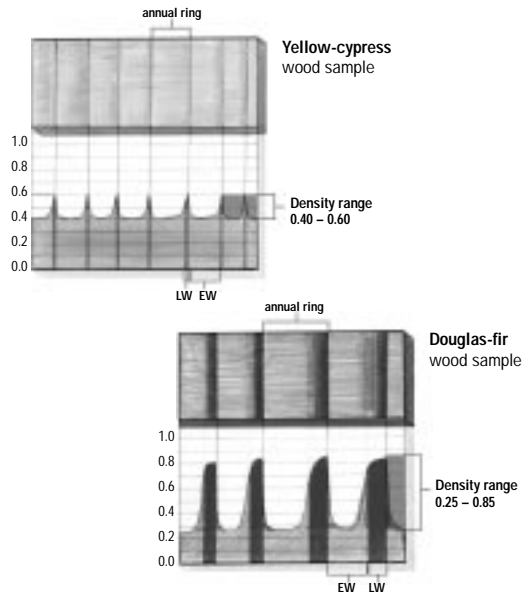 annual ring
Yellow-cypress
wood sample
1.0
0.8
0.6
0.4
0.2
0.0
Density range
0.40 – 0.60
LW EW
annual ring
Douglas-fir
wood sample
1.0
0.8
0.6
0.4
0.2
0.0
Density range
0.25 – 0.85
EW LW